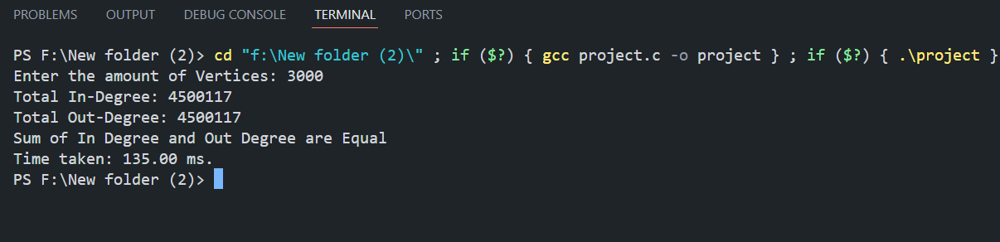 PROBLEMS OUTPUT DEBUG CONSOLE TERMINAL PORTS
PS F:\New folder (2)> cd "f:\New folder (2)\" ; if ($?) { gcc project.c -o project } ; if ($?) { .\project }
Enter the amount of Vertices: 3000
Total In-Degree: 4500117
Total Out-Degree: 4500117
Sum of In Degree and Out Degree are Equal
Time taken: 135.00 ms.
PS F:\New folder (2)>